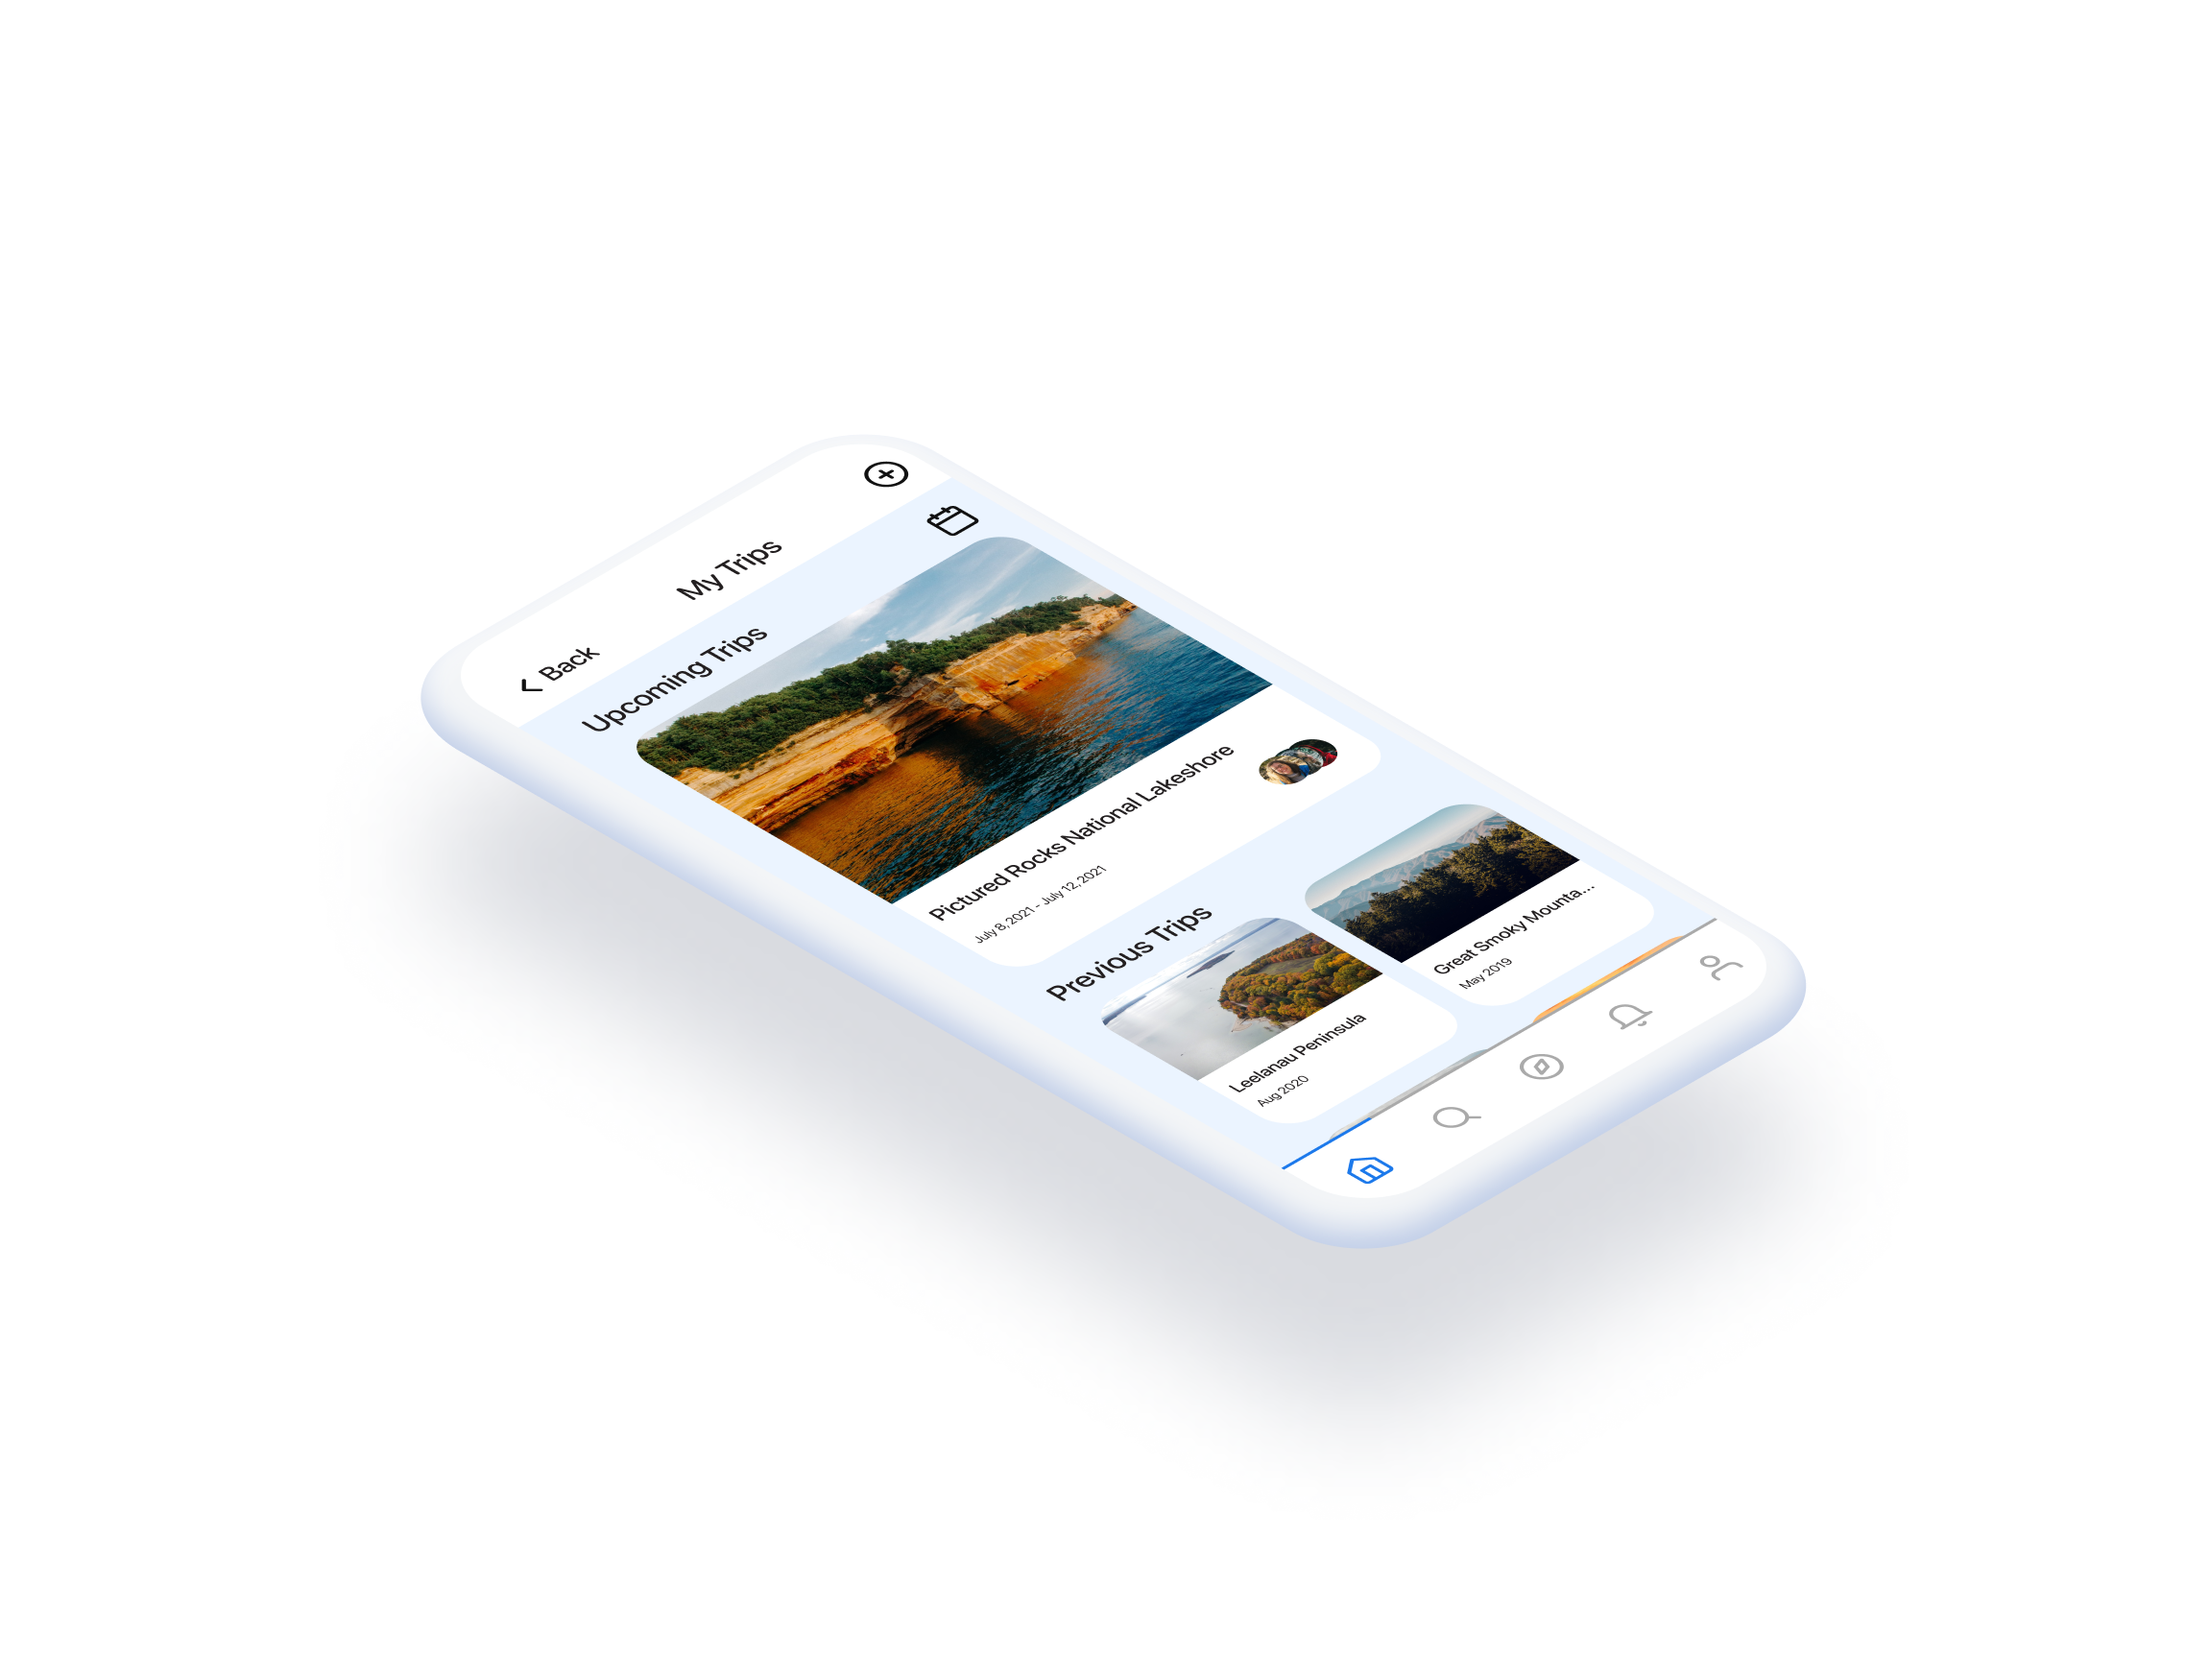 Back
My Trips
Upcoming Trips
Pictured Rocks National Lakeshore
July 8, 2021 - July 12, 2021
Previous Trips
Leelanau Peninsula
Aug 2020
Great Smoky Mounta...
May 2019